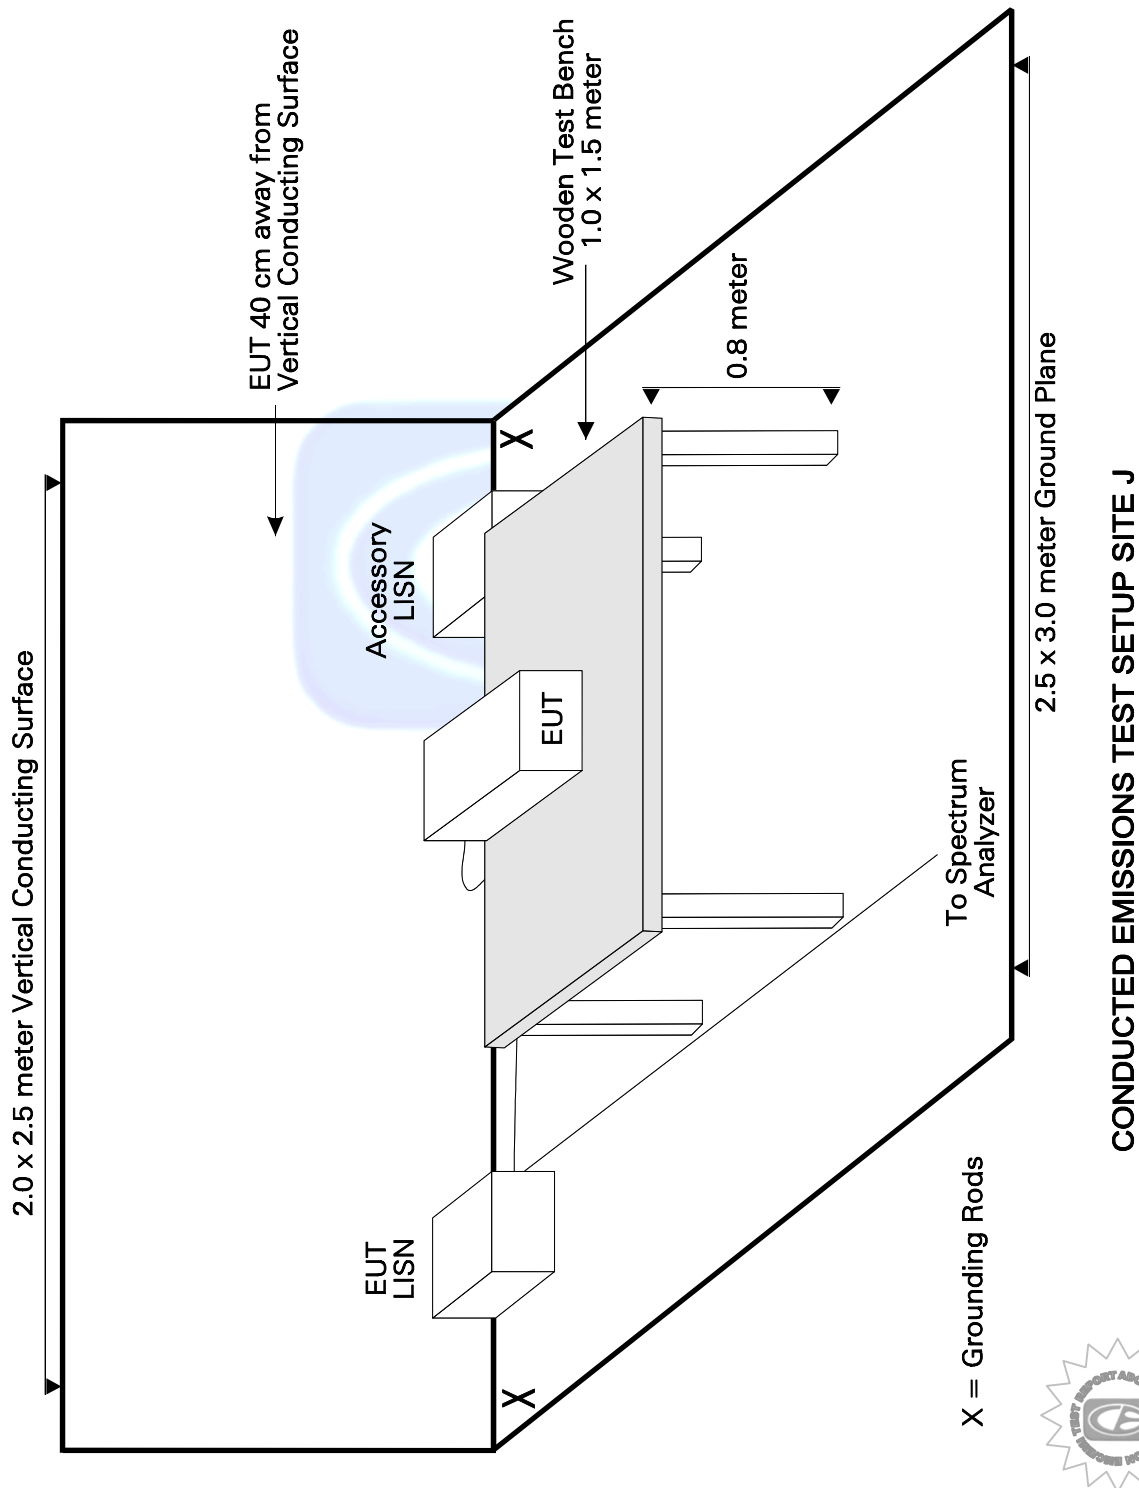 2.0 x 2.5 meter Vertical Conducting Surface
EUT 40 cm away from
Vertical Conducting Surface
EUT
LISN
Accessory
LISN
X
X
EUT
Wooden Test Bench
1.0 x 1.5 meter
0.8 meter
To Spectrum
Analyzer
X = Grounding Rods
2.5 x 3.0 meter Ground Plane
CONDUCTED EMISSIONS TEST SETUP SITE J
TEST REPORT